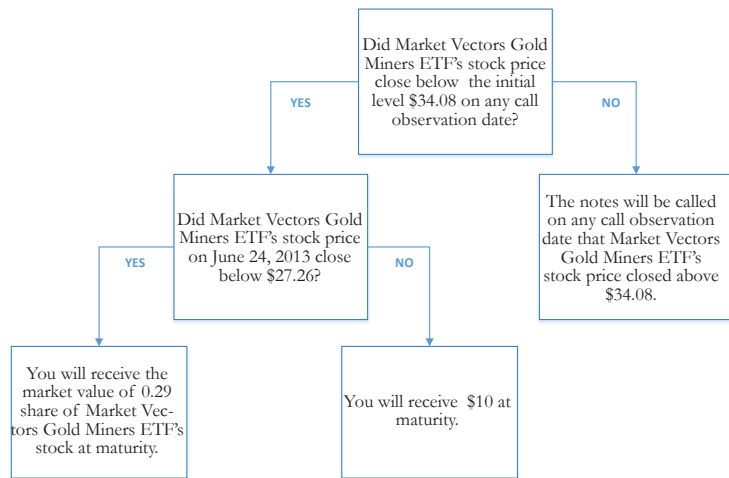 Did Market Vectors Gold
Miners ETF's stock price
close below the initial
level $34.08 on any call
observation date?
YES
NO
Did Market Vectors Gold
Miners ETF's stock price
on June 24, 2013 close
below $27.26?
The notes will be called
on any call observation
date that Market Vectors
Gold Miners ETF's
stock price closed above
$34.08.
YES
NO
You will receive the
market value of 0.29
share of Market Vec-
tors Gold Miners ETF's
stock at maturity.
You will receive $10 at
maturity.